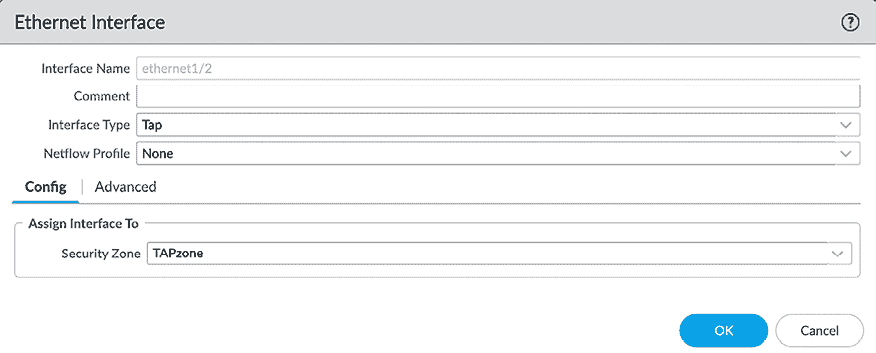 Ethernet Interface ?
Interface Name ethernet1/2
Comment
Interface Type Tap
Netflow Profile None
Config Advanced
Assign Interface To
Security Zone TAPzone
OK Cancel